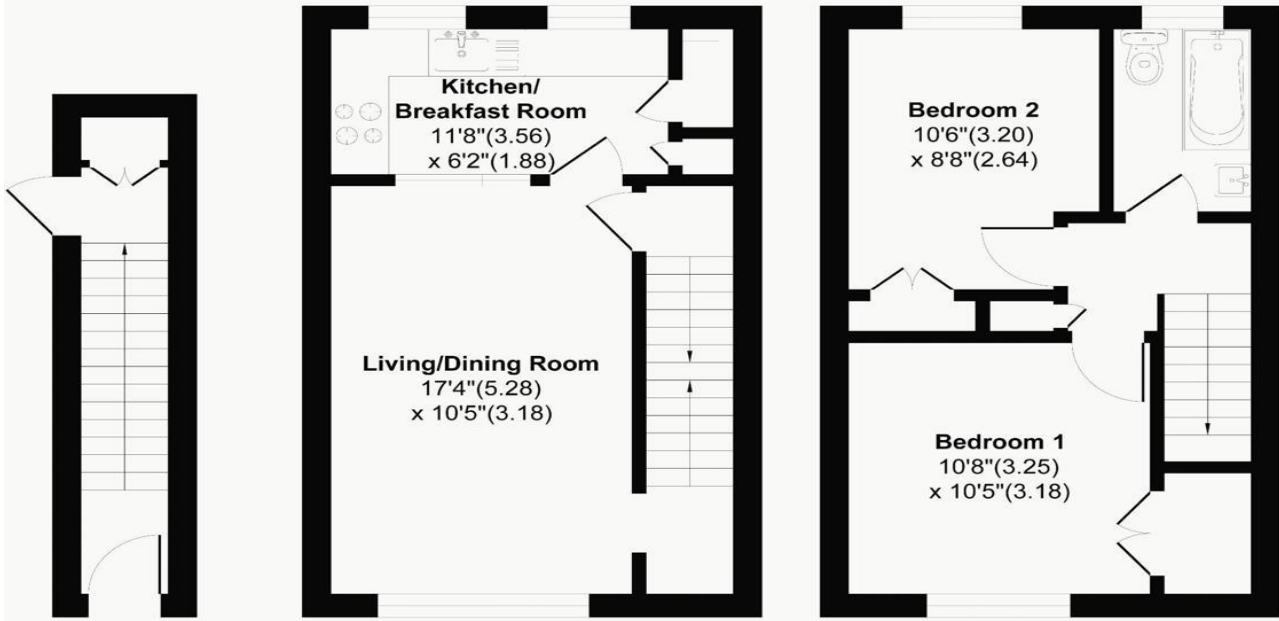 Kitchen/
Breakfast Room
11'8"(3.56)
x 6'2"(1.88)
Living/Dining Room
17'4"(5.28)
x 10'5"(3.18)
Bedroom 2
10'6"(3.20)
x 8'8"(2.64)
Bedroom 1
10'8"(3.25)
x 10'5"(3.18)